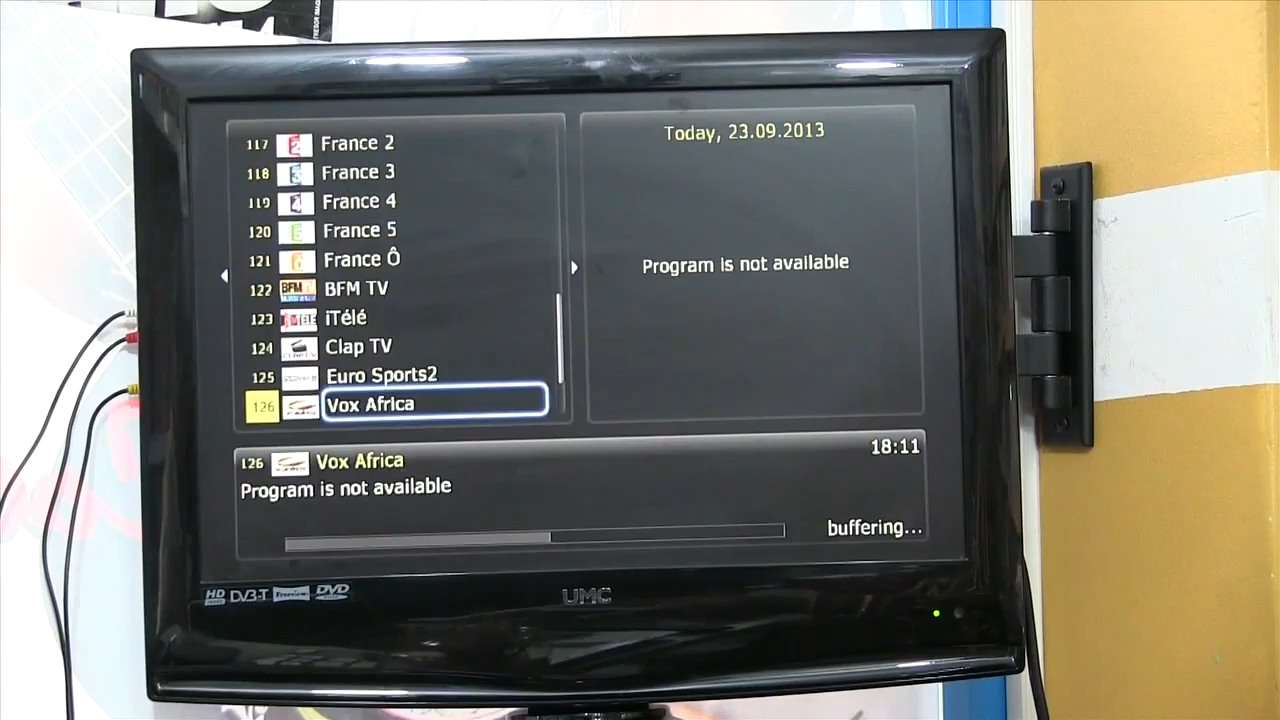 Today, 23.09.2013
117 France 2
118 France 3
119 France 4
120 France 5
121 France Ô
122 BFM TV
123 iTélé
124 Clap TV
125 Euro Sports2
126 Vox Africa
Program is not available
126 Vox Africa
18:11
Program is not available
buffering...
HD DVB-T Freeview DVD
UMC